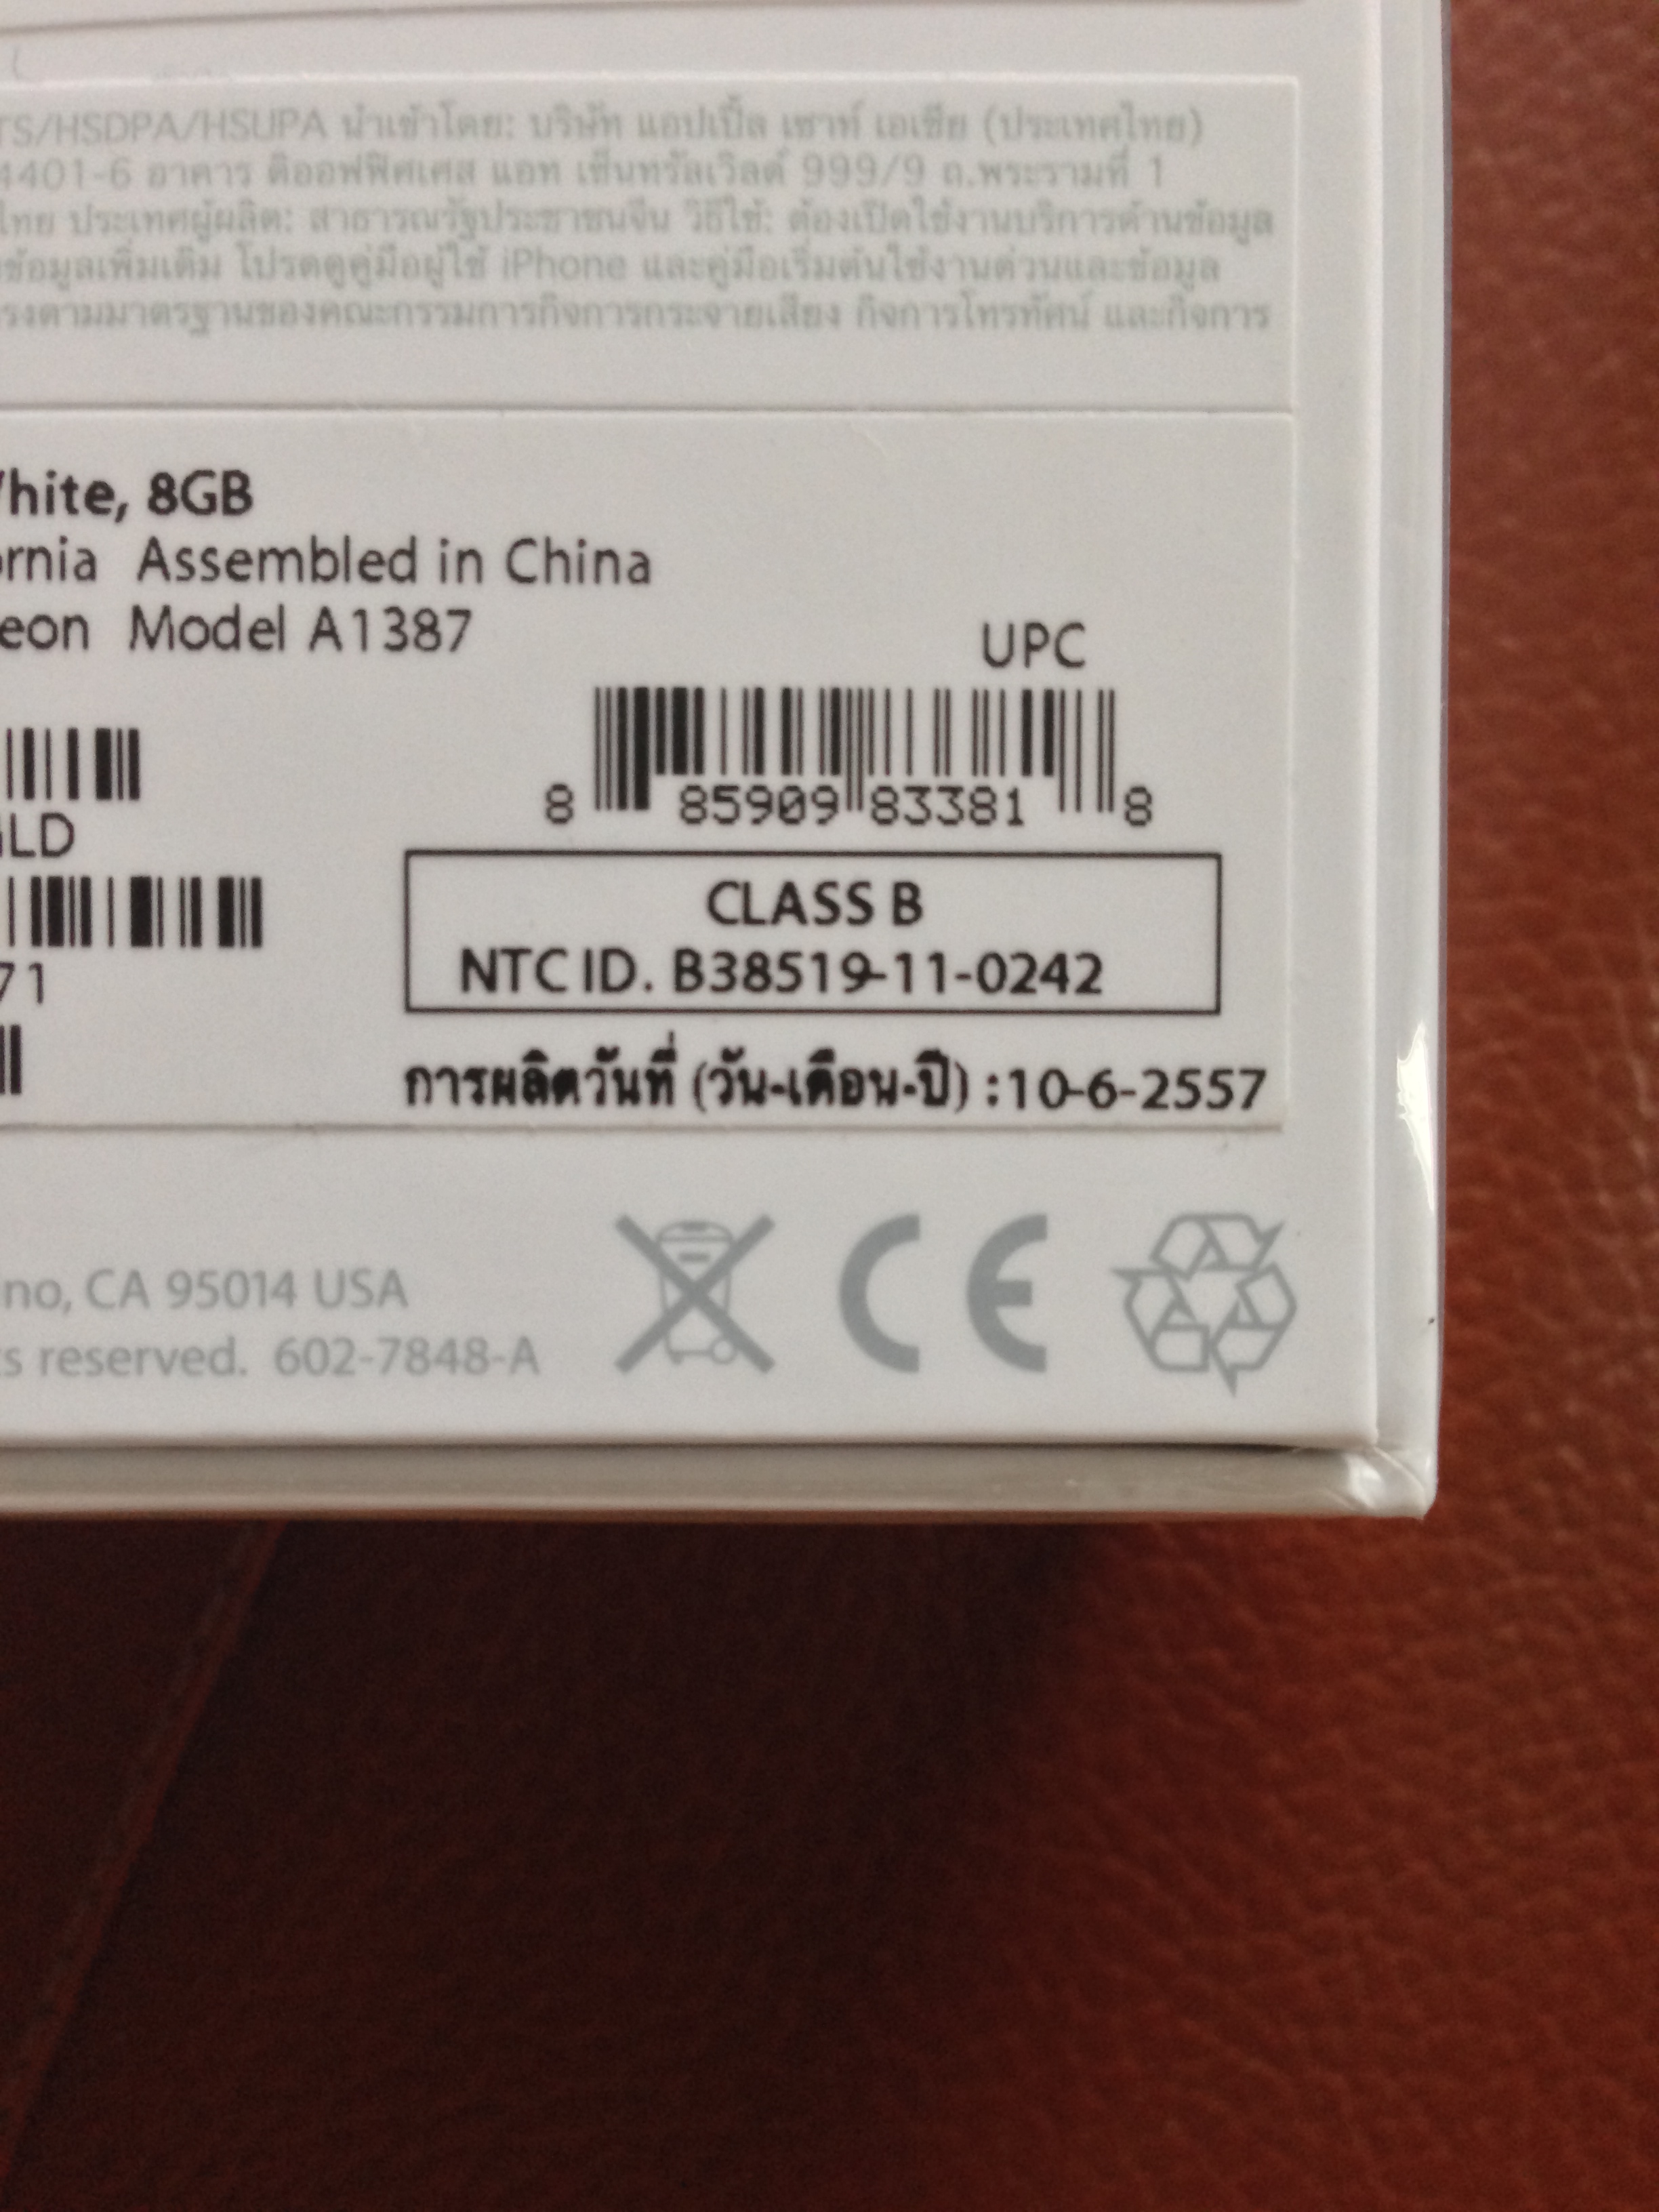 TS/HSDPA/HSUPA นำเข้าโดย: บริษัท แอปเปิ้ล เซาท์ เอเชีย (ประเทศไทย)
4401-6 อาคาร ดิออฟฟิศเศส แอท เซ็นทรัลเวิลด์ 999/9 ถ.พระรามที่ 1
ไทย ประเทศผู้ผลิต: สาธารณรัฐประชาชนจีน วิธีใช้: ต้องเปิดใช้งานบริการด้านข้อมูล
ข้อมูลเพิ่มเติม โปรดดูคู่มือผู้ใช้ iPhone และคู่มือเริ่มต้นใช้งานด่วนและข้อมูล
รงตามมาตรฐานของคณะกรรมการกิจการกระจายเสียง กิจการโทรทัศน์ และกิจการ
hite, 8GB
ornia Assembled in China
eon Model A1387
UPC
8 85909 83381 8
LD
71
CLASS B
NTC ID. B38519-11-0242
การผลิตวันที่ (วัน-เดือน-ปี) :10-6-2557
no, CA 95014 USA
ts reserved. 602-7848-A
CE